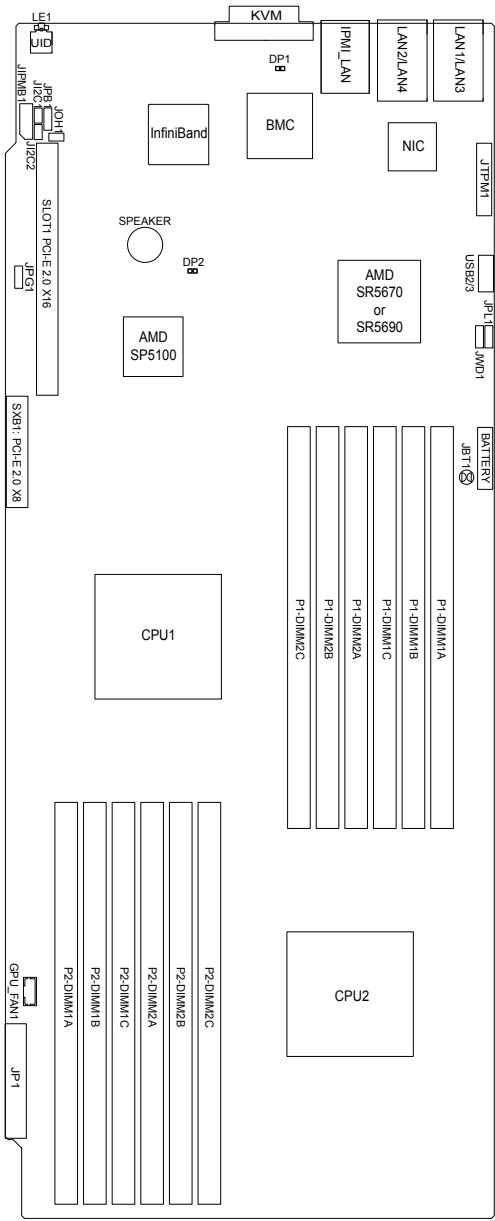 LE1
UID
KVM
IPMI_LAN
LAN2/LAN4
LAN1/LAN3
DP1
JIPMB1
JI2C1
JPB1
JOH1
JI2C2
InfiniBand
BMC
NIC
JTPM1
SLOT1 PCI-E 2.0 X16
SPEAKER
DP2
JPG1
AMD
SR5670
or
SR5690
USB2/3
JPL1
JWD1
AMD
SP5100
SXB1: PCI-E 2.0 X8
BATTERY
JBT1
CPU1
P1-DIMM2C
P1-DIMM2B
P1-DIMM2A
P1-DIMM1C
P1-DIMM1B
P1-DIMM1A
P2-DIMM1A
P2-DIMM1B
P2-DIMM1C
P2-DIMM2A
P2-DIMM2B
P2-DIMM2C
CPU2
GPU_FAN1
JP1